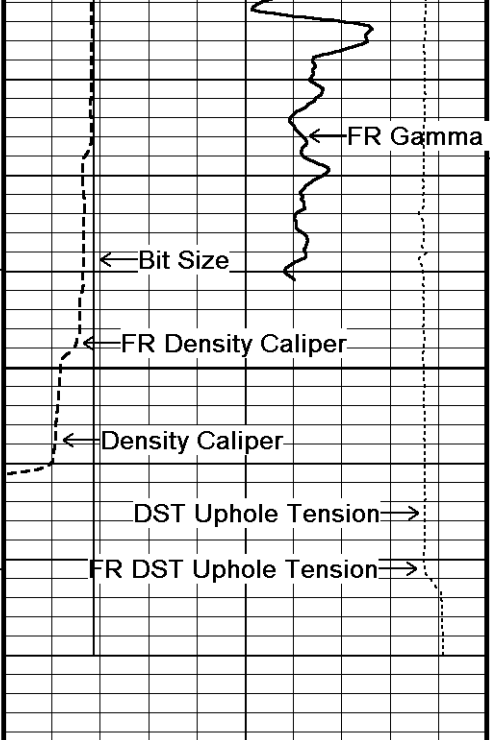 FR Gamma
Bit Size
FR Density Caliper
Density Caliper
DST Uphole Tension
FR DST Uphole Tension